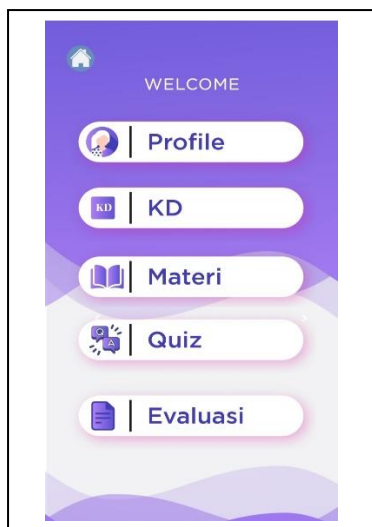 WELCOME
Profile
KD KD
Materi
Q A Quiz
Evaluasi